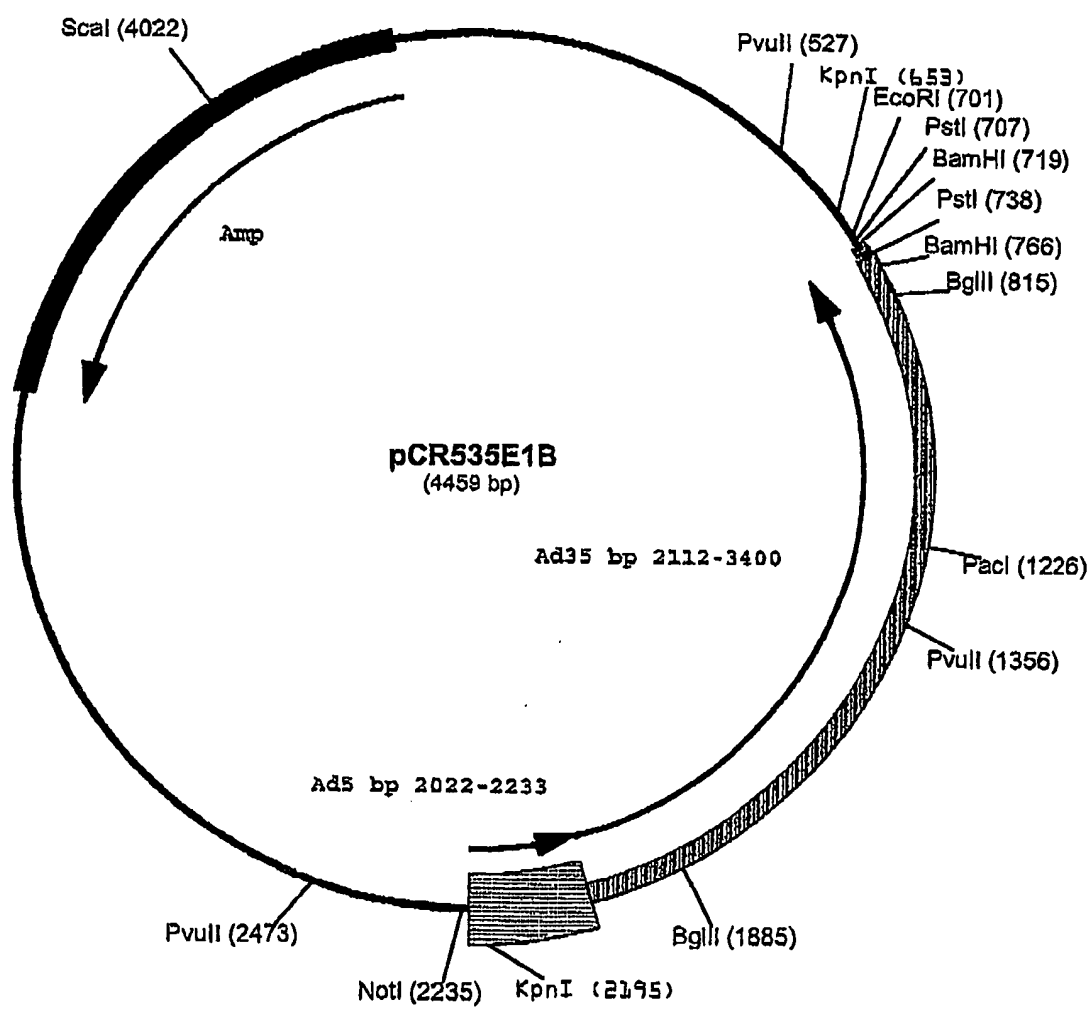 ScaI (4022)
PvuII (527)
KpnI (653)
EcoRI (701)
PstI (707)
BamHI (719)
PstI (738)
BamHI (766)
BglII (815)
Amp
pCR535E1B
(4459 bp)
Ad35 bp 2112-3400
PacI (1226)
PvuII (1356)
Ad5 bp 2022-2233
PvuII (2473)
BglII (1885)
NotI (2235)
KpnI (2195)